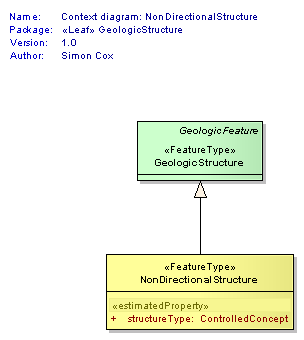 Name: Context diagram: NonDirectionalStructure
Package: «Leaf» GeologicStructure
Version: 1.0
Author: Simon Cox
GeologicFeature
«FeatureType»
GeologicStructure
«FeatureType»
NonDirectionalStructure
«estimatedProperty»
+ structureType: ControlledConcept